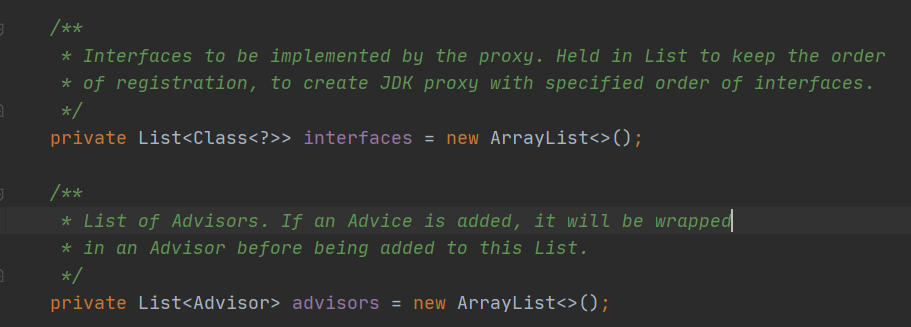 /**
* Interfaces to be implemented by the proxy. Held in List to keep the order
* of registration, to create JDK proxy with specified order of interfaces.
*/
private List<Class<?>> interfaces = new ArrayList<>();
/**
* List of Advisors. If an Advice is added, it will be wrapped
* in an Advisor before being added to this List.
*/
private List<Advisor> advisors = new ArrayList<>();